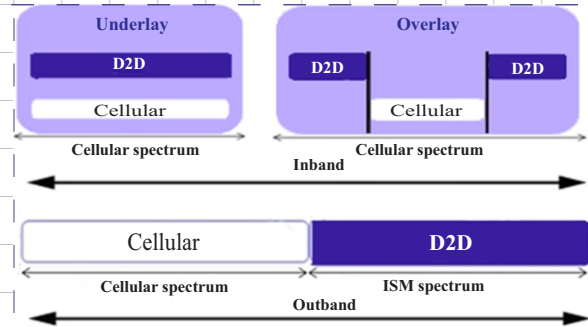 Underlay
D2D
Cellular
Cellular spectrum
Overlay
D2D
D2D
Cellular
Cellular spectrum
Inband
Cellular
D2D
Cellular spectrum
ISM spectrum
Outband